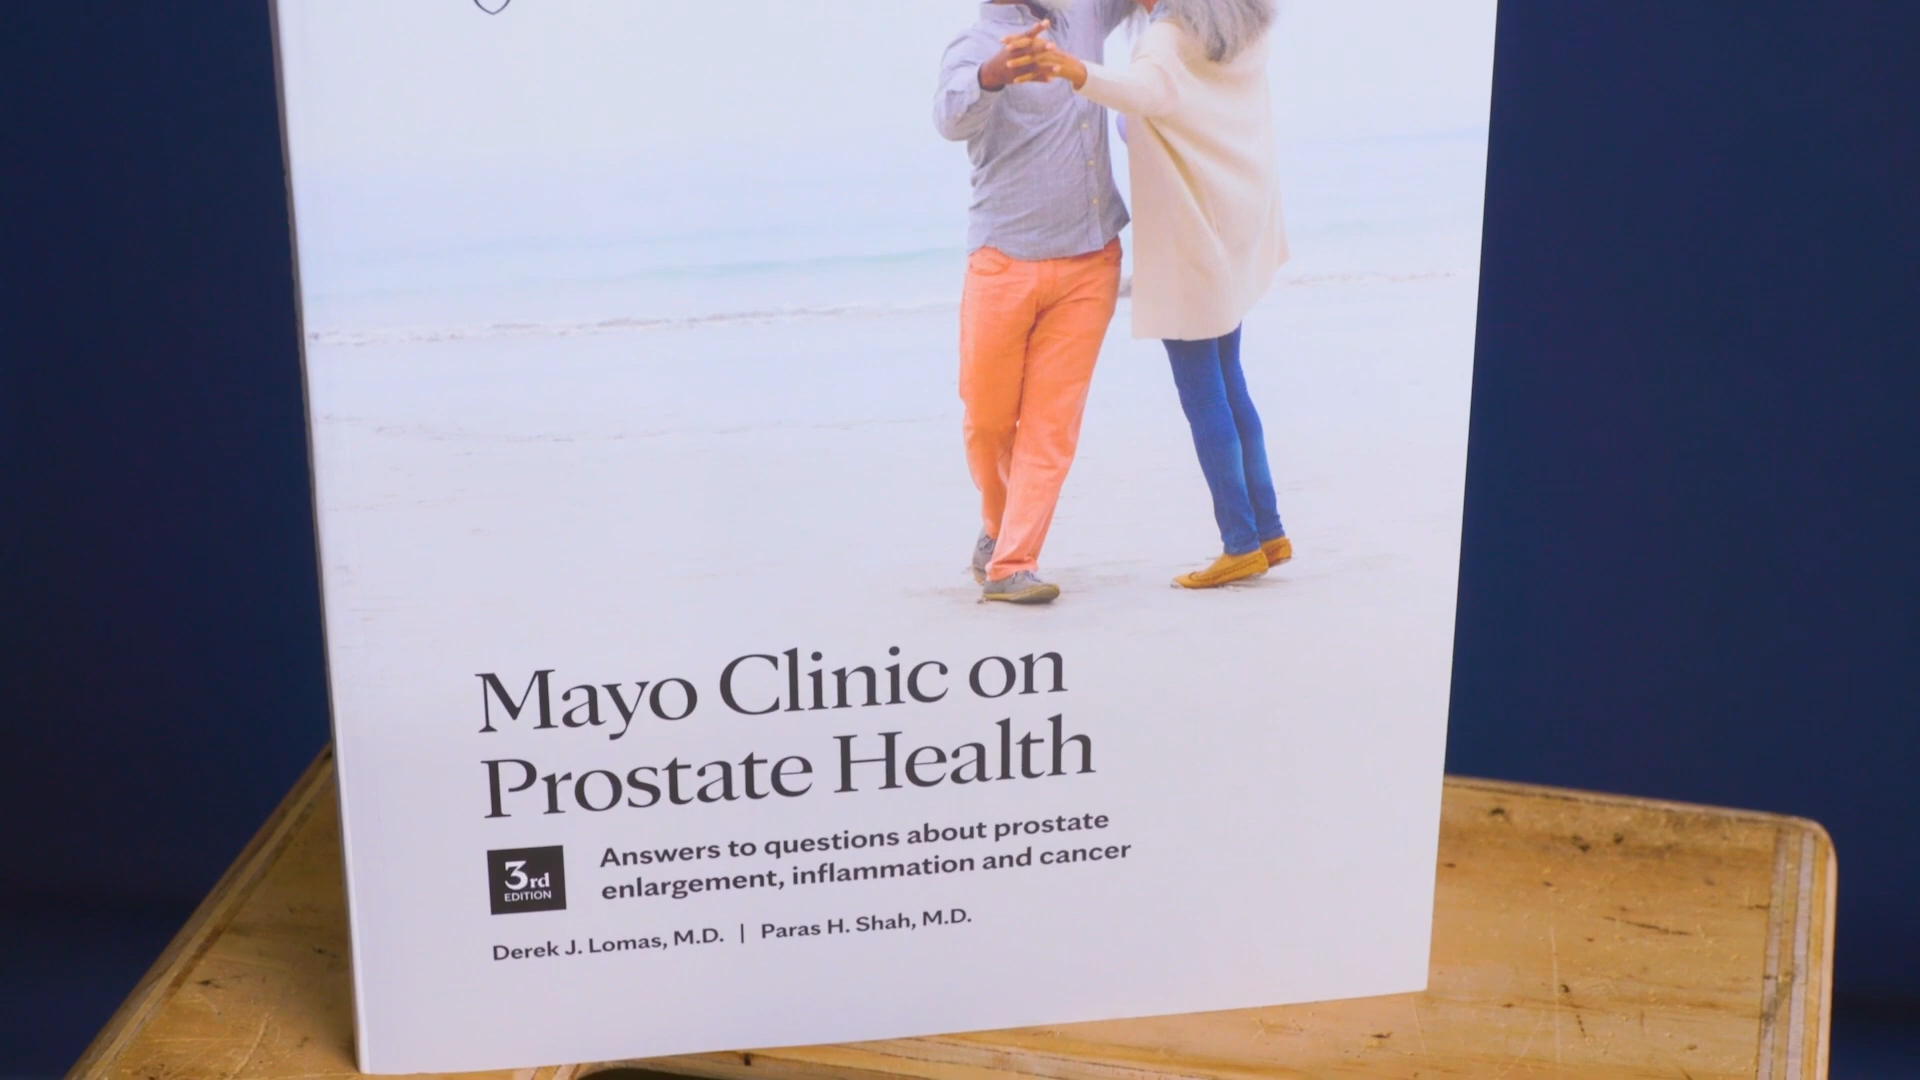 Mayo Clinic on
Prostate Health
3rd
EDITION
Answers to questions about prostate
enlargement, inflammation and cancer
Derek J. Lomas, M.D. | Paras H. Shah, M.D.